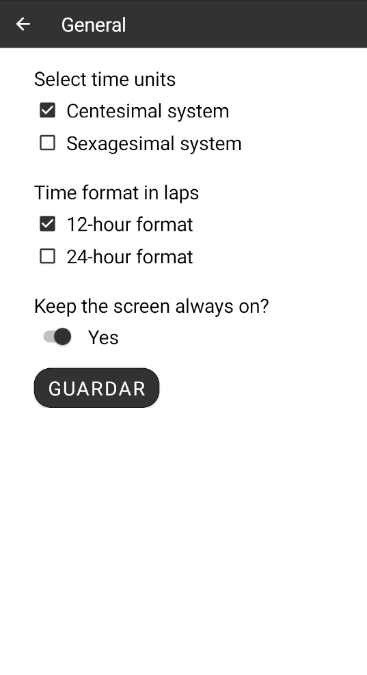 General
Select time units
Centesimal system
Sexagesimal system
Time format in laps
12-hour format
24-hour format
Keep the screen always on?
Yes
GUARDAR